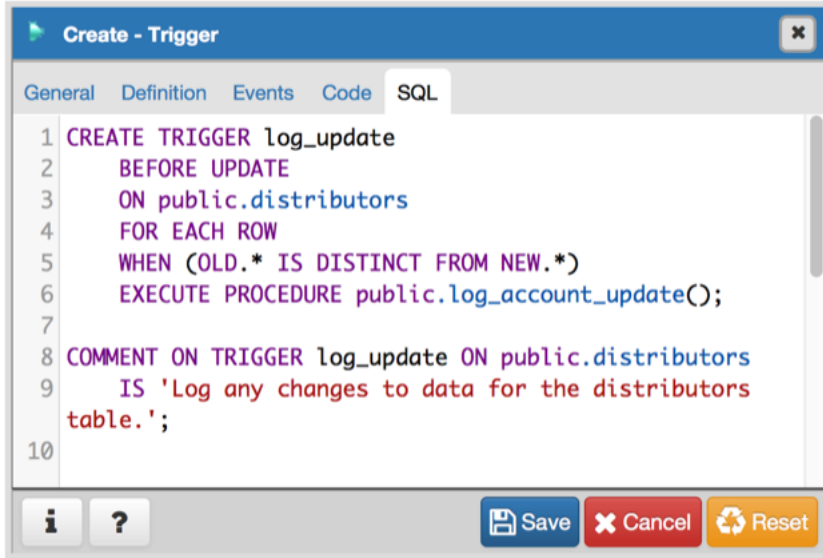 Create - Trigger
General Definition Events Code SQL
1 CREATE TRIGGER log_update
2 BEFORE UPDATE
3 ON public.distributors
4 FOR EACH ROW
5 WHEN (OLD.* IS DISTINCT FROM NEW.*)
6 EXECUTE PROCEDURE public.log_account_update();
7
8 COMMENT ON TRIGGER log_update ON public.distributors
9 IS 'Log any changes to data for the distributors
table.';
10
i ? Save Cancel Reset